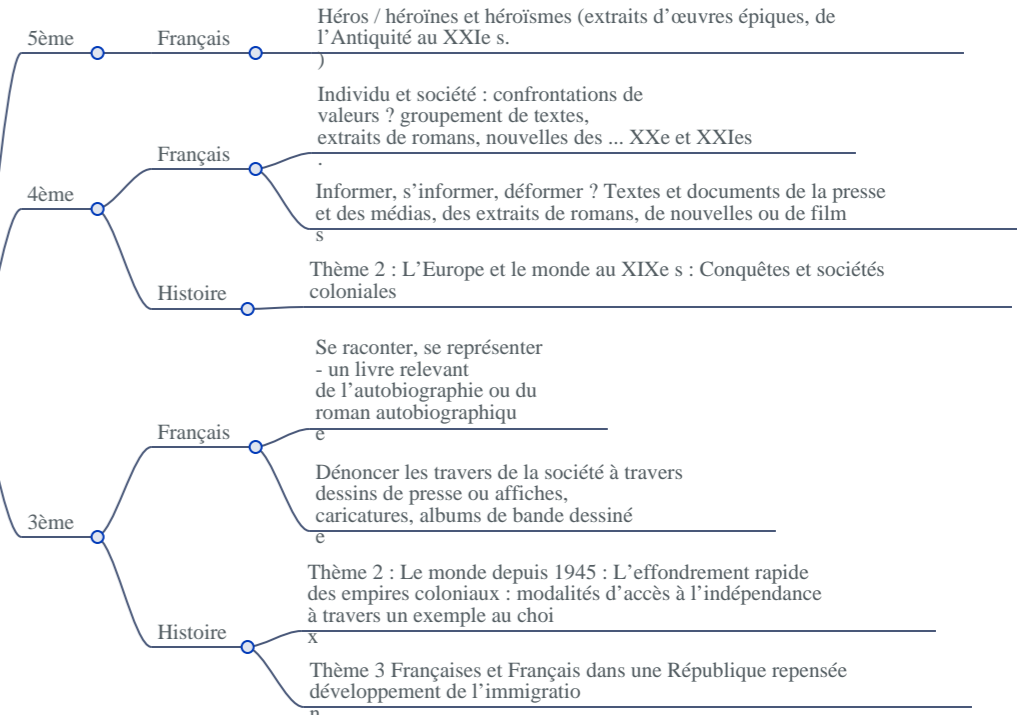 5ème
Français
Héros / héroïnes et héroïsmes (extraits d’œuvres épiques, de
l’Antiquité au XXIe s.
)
4ème
Français
Individu et société : confrontations de
valeurs ? groupement de textes,
extraits de romans, nouvelles des ... XXe et XXIes
.
Informer, s’informer, déformer ? Textes et documents de la presse
et des médias, des extraits de romans, de nouvelles ou de film
s
Histoire
Thème 2 : L’Europe et le monde au XIXe s : Conquêtes et sociétés
coloniales
3ème
Français
Se raconter, se représenter
- un livre relevant
de l’autobiographie ou du
roman autobiographiqu
e
Dénoncer les travers de la société à travers
dessins de presse ou affiches,
caricatures, albums de bande dessiné
e
Histoire
Thème 2 : Le monde depuis 1945 : L’effondrement rapide
des empires coloniaux : modalités d’accès à l’indépendance
à travers un exemple au choi
x
Thème 3 Françaises et Français dans une République repensée
développement de l’immigratio
n